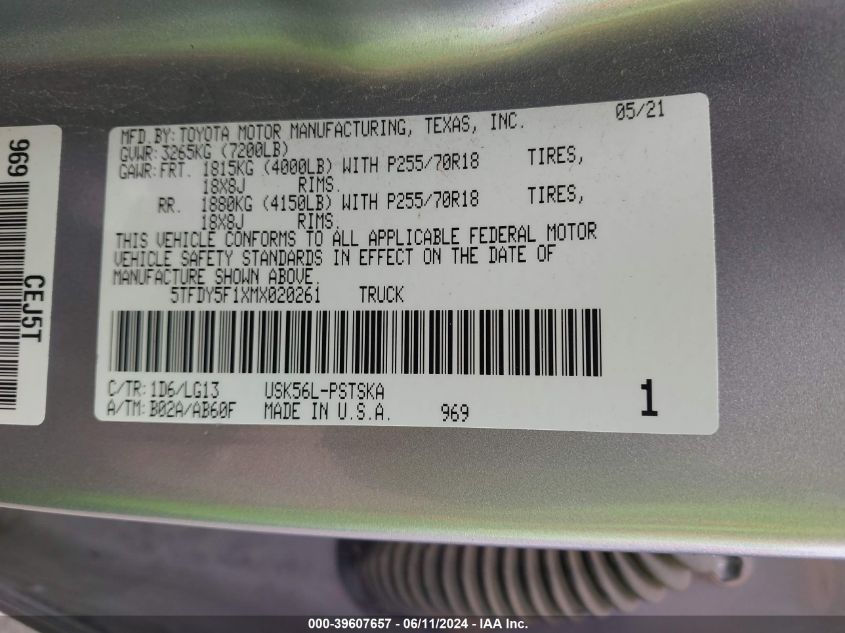 MFD.BY:TOYOTA MOTOR MANUFACTURING, TEXAS, INC. 05/21
GVWR:3265KG (7200LB)
GAWR:FRT. 1815KG (4000LB) WITH P255/70R18 TIRES,
18X8J RIMS.
RR. 1880KG (4150LB) WITH P255/70R18 TIRES,
18X8J RIMS.
THIS VEHICLE CONFORMS TO ALL APPLICABLE FEDERAL MOTOR
VEHICLE SAFETY STANDARDS IN EFFECT ON THE DATE OF
MANUFACTURE SHOWN ABOVE.
5TFDY5F1XMX020261 TRUCK
C/TR:1D6/LG13 USK56L-PSTSKA
A/TM:B02A/AB60F MADE IN U.S.A. 969
1
969
CEJ5T
000-39607657 - 06/11/2024 - IAA Inc.